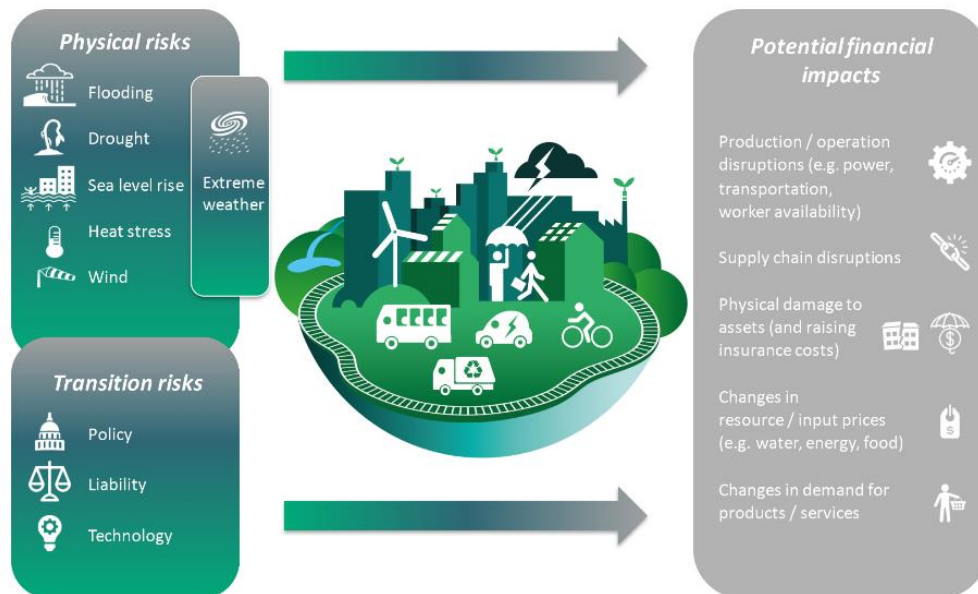 Physical risks
Flooding
Drought
Sea level rise
Heat stress
Wind
Extreme
weather
Transition risks
Policy
Liability
Technology
Potential financial
impacts
Production / operation
disruptions (e.g. power,
transportation,
worker availability)
Supply chain disruptions
Physical damage to
assets (and raising
insurance costs)
$
Changes in
resource / input prices
(e.g. water, energy, food)
S
Changes in demand for
products / services